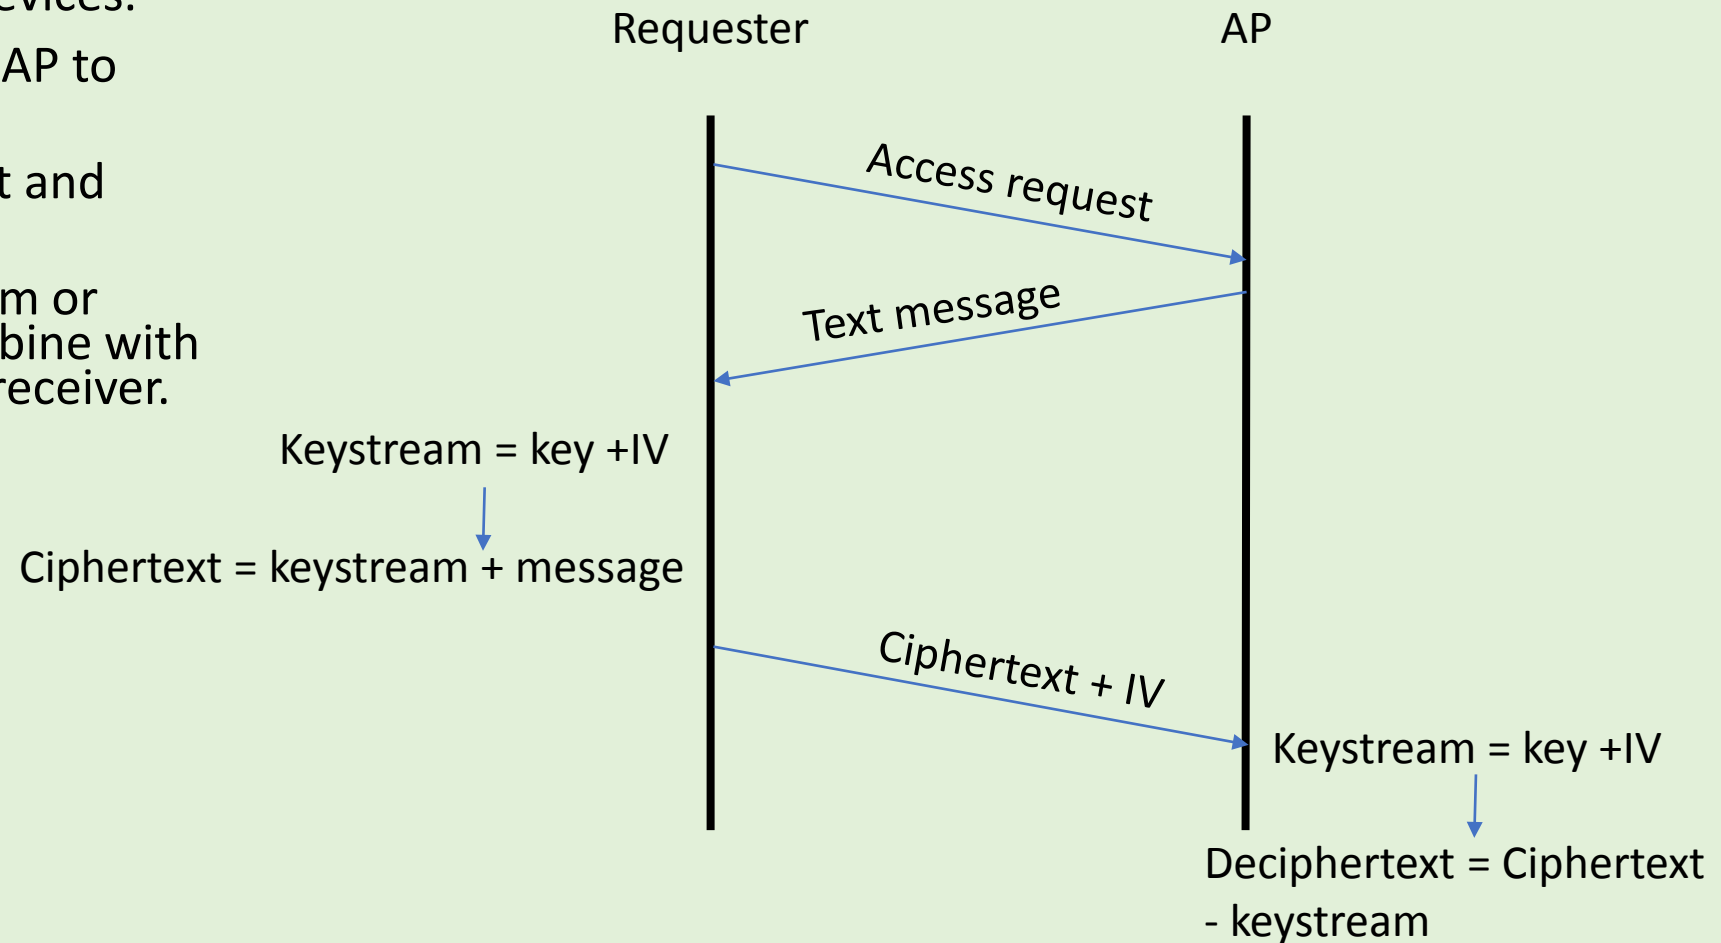 evices.
AP to
t and
m or
bine with
receiver.
Requester
AP
Access request
Text message
Keystream = key +IV
Ciphertext = keystream + message
Ciphertext + IV
Keystream = key +IV
Deciphertext = Ciphertext
- keystream